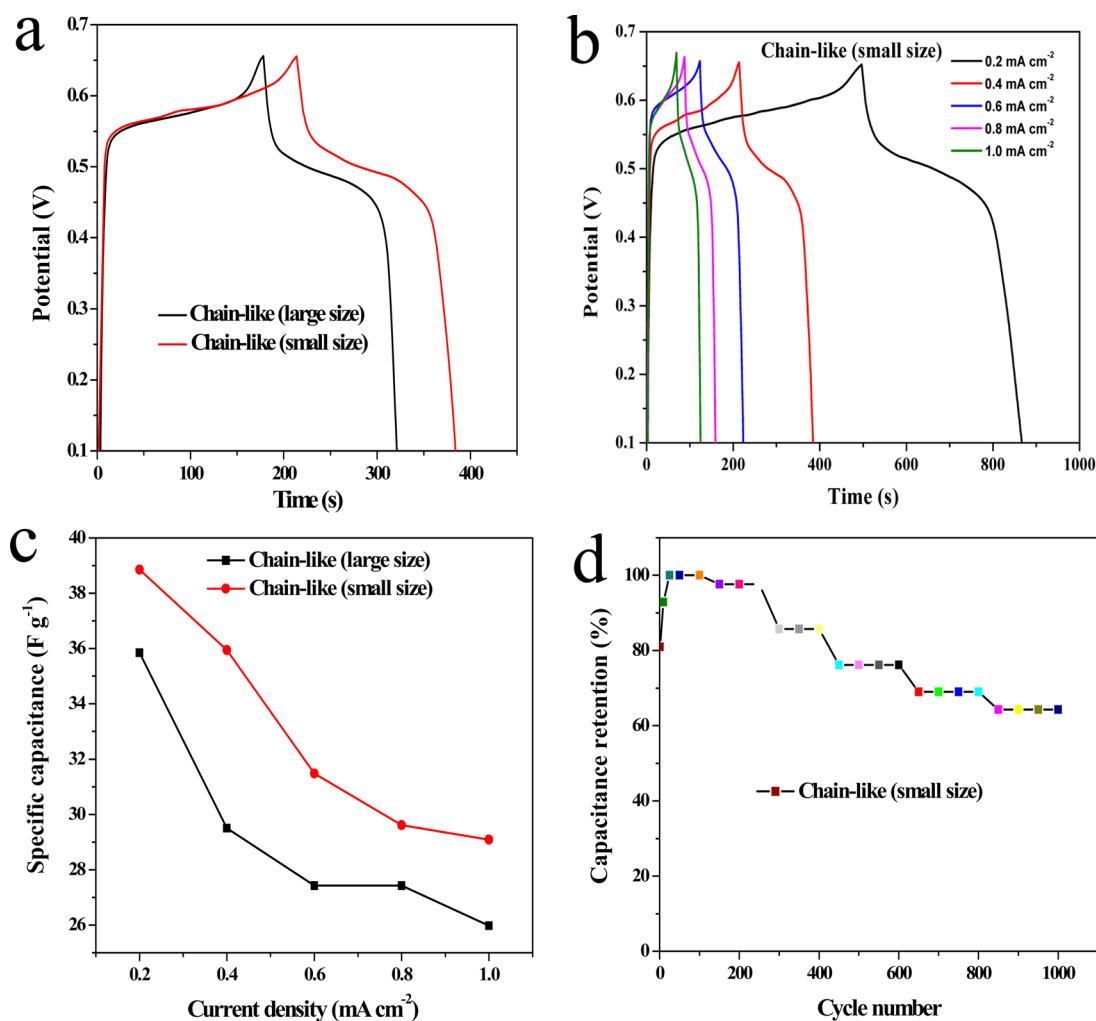 a
0.7
0.6
0.5
0.4
0.3
0.2
0.1
Potential (V)
Chain-like (large size)
Chain-like (small size)
0
100
200
300
400
Time (s)
b
0.7
0.6
0.5
0.4
0.3
0.2
0.1
Potential (V)
Chain-like (small size)
0.2 mA cm-2
0.4 mA cm-2
0.6 mA cm-2
0.8 mA cm-2
1.0 mA cm-2
0
200
400
600
800
1000
Time (s)
c
40
38
36
34
32
30
28
26
Specific capacitance (F g-1)
Chain-like (large size)
Chain-like (small size)
0.2
0.4
0.6
0.8
1.0
Current density (mA cm-2)
d
100
80
60
40
20
0
Capacitance retention (%)
Chain-like (small size)
0
200
400
600
800
1000
Cycle number